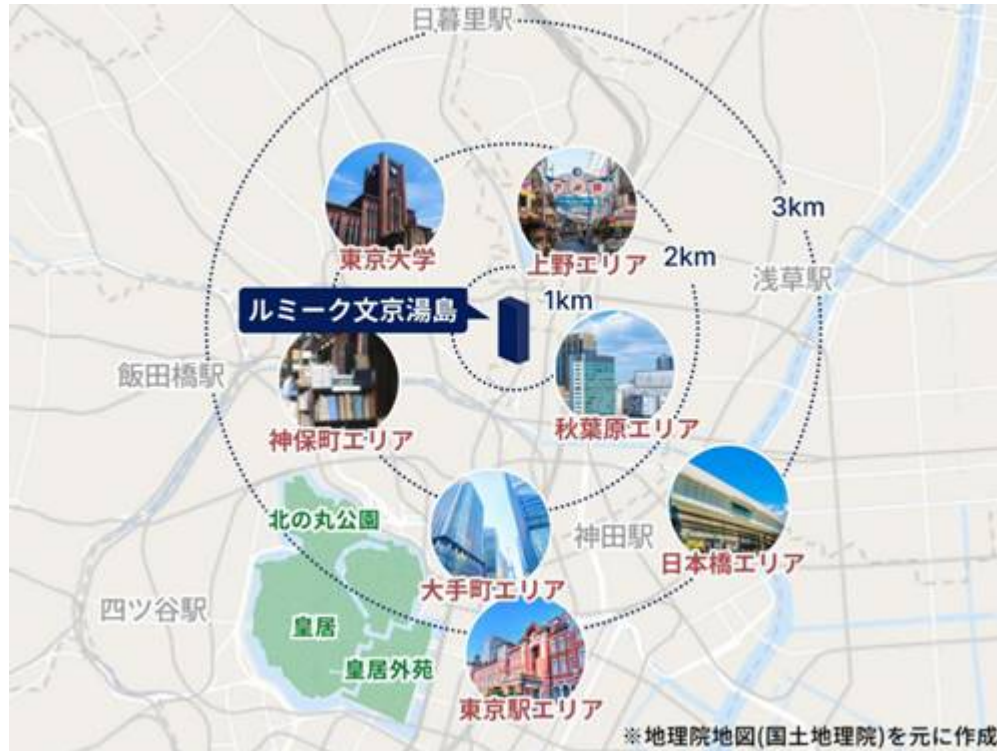 日暮里駅
東京大学
上野エリア
3km
2km
浅草駅
1km
ルミーク文京湯島
飯田橋駅
神保町エリア
秋葉原エリア
北の丸公園
神田駅
日本橋エリア
大手町エリア
四ツ谷駅
皇居
皇居外苑
東京駅エリア
※地理院地図(国土地理院)を元に作成